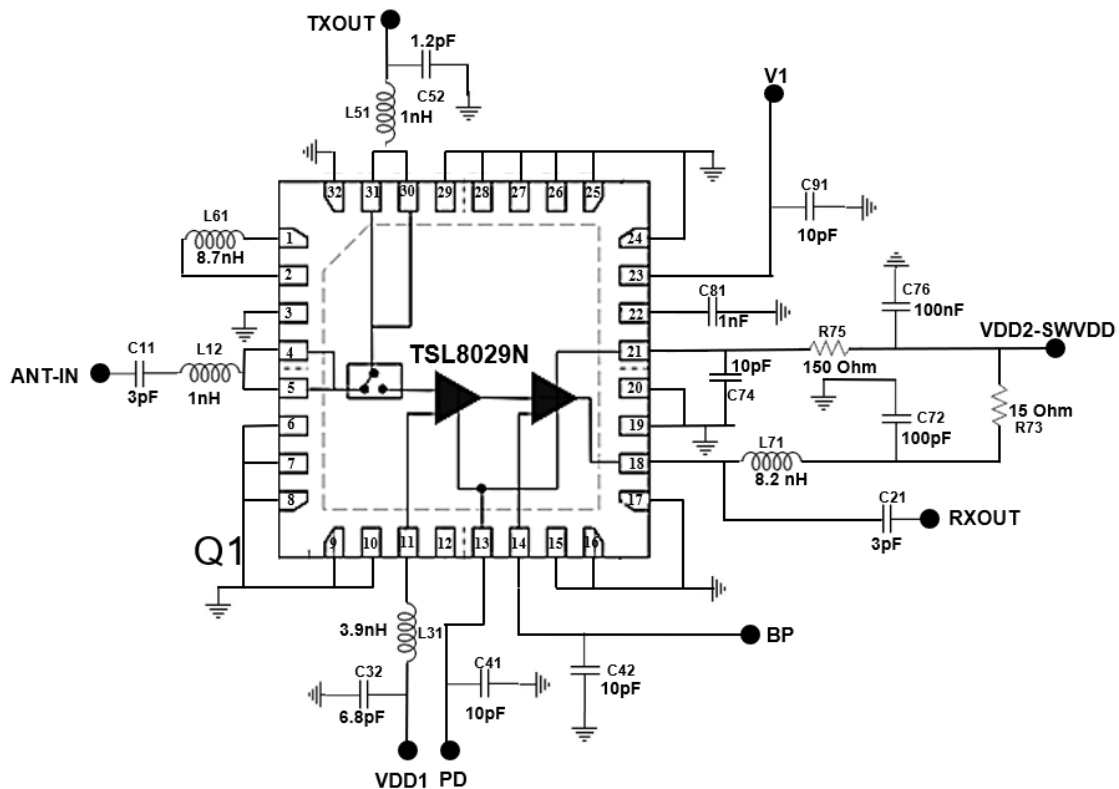 TXOUT
1.2pF
C52
L51
1nH
V1
C91
10pF
32
31
30
29
28
27
26
25
L61
8.7nH
1
2
3
4
5
6
7
8
24
23
22
21
20
19
18
17
C81
1nF
C76
100nF
R75
150 Ohm
VDD2-SWVDD
TSL8029N
10pF
C74
C11
3pF
L12
1nH
ANT-IN
C72
100pF
15 Ohm
R73
L71
8.2 nH
C21
3pF
RXOUT
Q1
9
10
11
12
13
14
15
16
3.9nH
L31
C32
6.8pF
C41
10pF
C42
10pF
BP
VDD1
PD